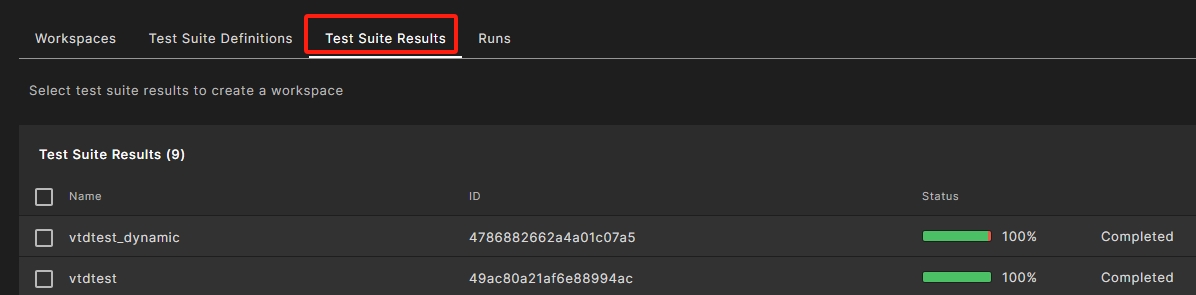 Workspaces Test Suite Definitions Test Suite Results Runs
Select test suite results to create a workspace
Test Suite Results (9)
Name ID Status
vtdtest_dynamic 4786882662a4a01c07a5 100% Completed
vtdtest 49ac80a21af6e88994ac 100% Completed